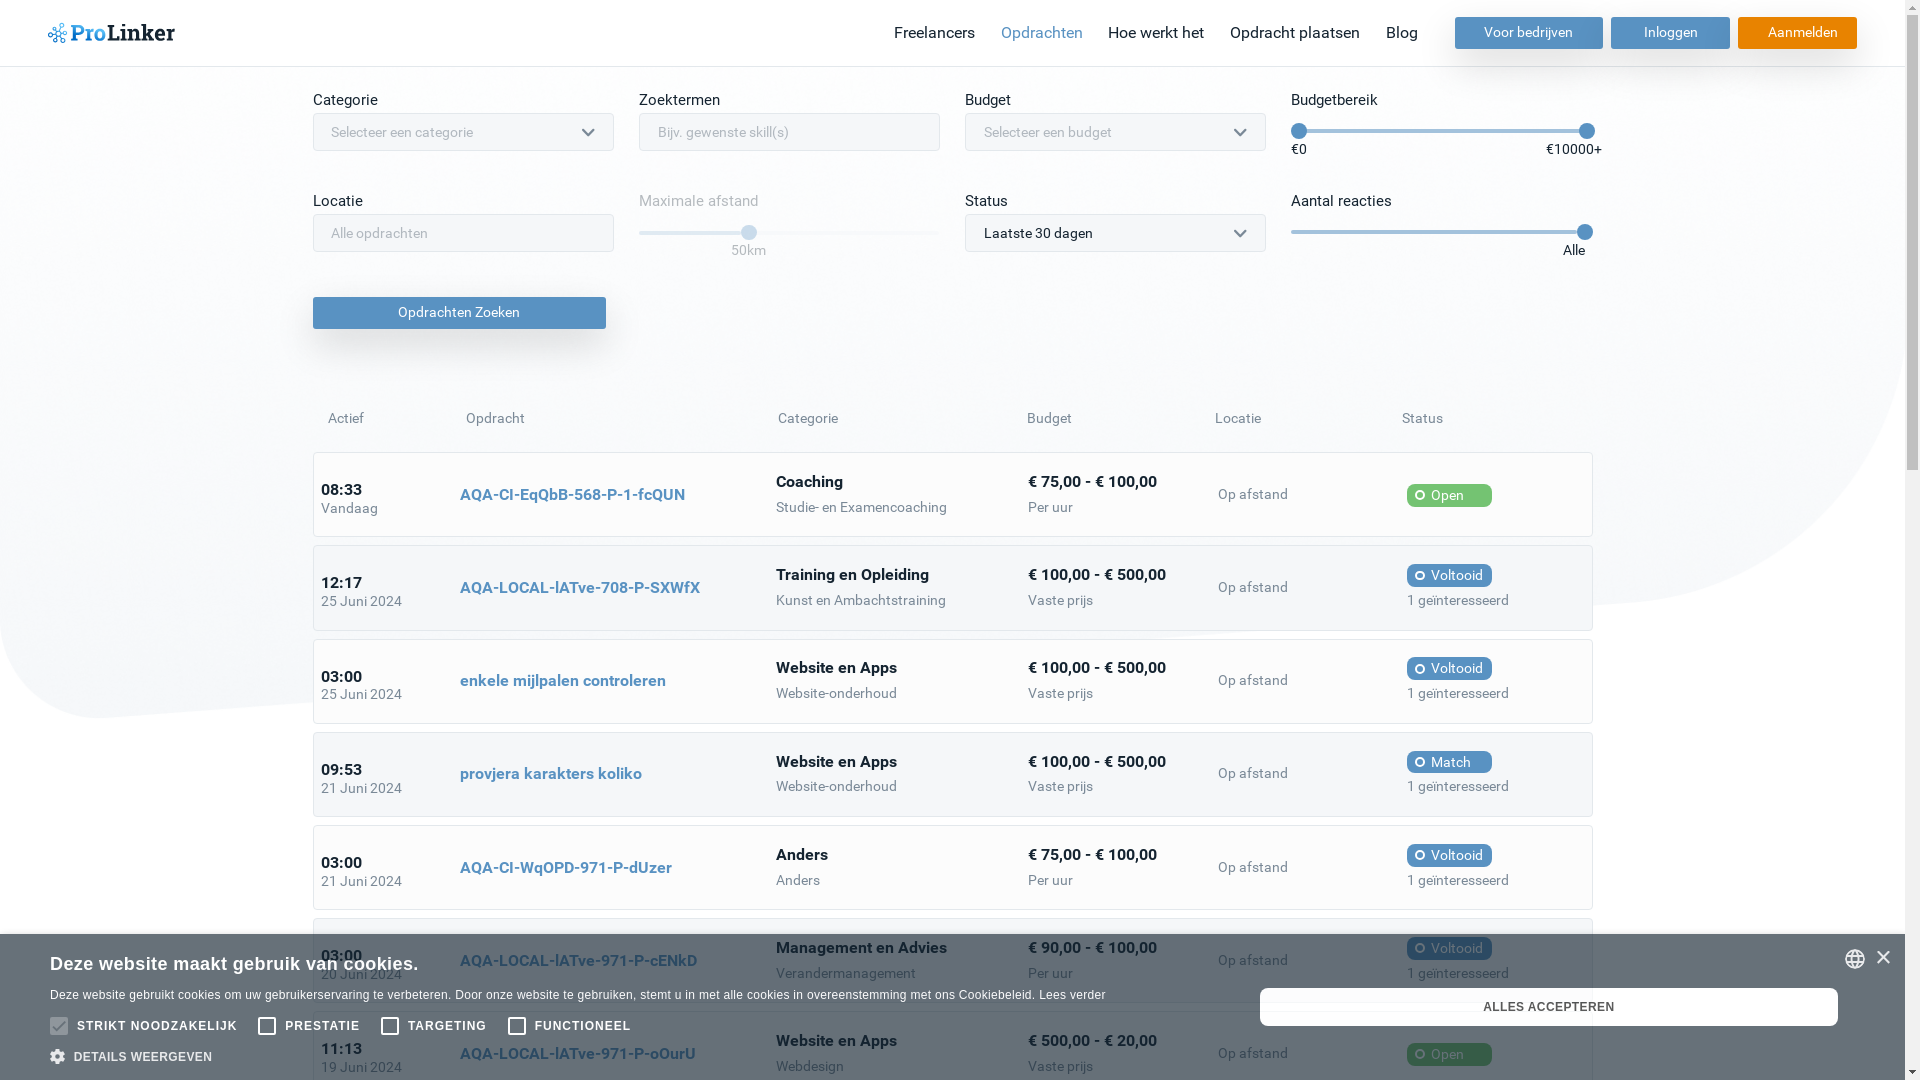 ProLinker
Freelancers Opdrachten Hoe werkt het Opdracht plaatsen Blog Voor bedrijven Inloggen Aanmelden
Categorie Zoektermen Budget Budgetbereik
Selecteer een categorie Bijv. gewenste skill(s) Selecteer een budget
€0 €10000+
Locatie Maximale afstand Status Aantal reacties
Alle opdrachten Laatste 30 dagen
50km Alle
Opdrachten Zoeken
Actief Opdracht Categorie Budget Locatie Status
08:33 AQA-CI-EqQbB-568-P-1-fcQUN Coaching € 75,00 - € 100,00 Op afstand Open
Vandaag Studie- en Examencoaching Per uur
12:17 AQA-LOCAL-lATve-708-P-SXWfX Training en Opleiding € 100,00 - € 500,00 Op afstand Voltooid
25 Juni 2024 Kunst en Ambachtstraining Vaste prijs 1 geïnteresseerd
03:00 enkele mijlpalen controleren Website en Apps € 100,00 - € 500,00 Op afstand Voltooid
25 Juni 2024 Website-onderhoud Vaste prijs 1 geïnteresseerd
09:53 provjera karakters koliko Website en Apps € 100,00 - € 500,00 Op afstand Match
21 Juni 2024 Website-onderhoud Vaste prijs 1 geïnteresseerd
03:00 AQA-CI-WqOPD-971-P-dUzer Anders € 75,00 - € 100,00 Op afstand Voltooid
21 Juni 2024 Anders Per uur 1 geïnteresseerd
03:00 AQA-LOCAL-lATve-971-P-cENkD Management en Advies € 90,00 - € 100,00 Op afstand Voltooid
20 Juni 2024 Verandermanagement Per uur 1 geïnteresseerd
11:13 AQA-LOCAL-lATve-971-P-oOurU Website en Apps € 500,00 - € 20,00 Op afstand Open
19 Juni 2024 Webdesign Vaste prijs
Deze website maakt gebruik van cookies.
Deze website gebruikt cookies om uw gebruikerservaring te verbeteren. Door onze website te gebruiken, stemt u in met alle cookies in overeenstemming met ons Cookiebeleid. Lees verder
STRIKT NOODZAKELIJK PRESTATIE TARGETING FUNCTIONEEL
DETAILS WEERGEVEN
ALLES ACCEPTEREN
×